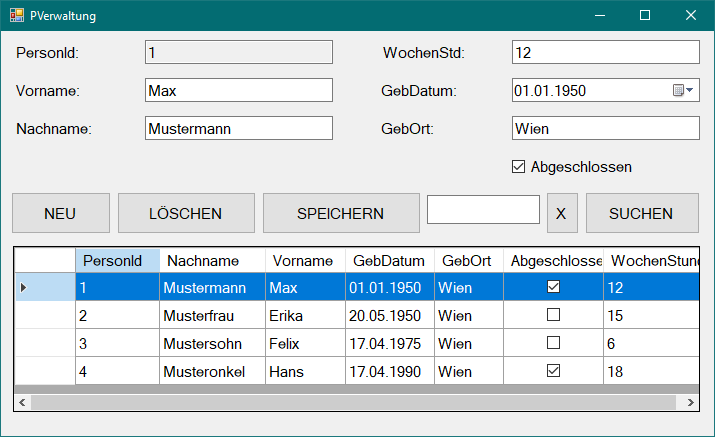 PVerwaltung
PersonId: 1 WochenStd: 12
Vorname: Max GebDatum: 01.01.1950
Nachname: Mustermann GebOrt: Wien
Abgeschlossen
NEU LÖSCHEN SPEICHERN X SUCHEN
PersonId Nachname Vorname GebDatum GebOrt Abgeschlosse WochenStund
1 Mustermann Max 01.01.1950 Wien 12
2 Musterfrau Erika 20.05.1950 Wien 15
3 Mustersohn Felix 17.04.1975 Wien 6
4 Musteronkel Hans 17.04.1990 Wien 18